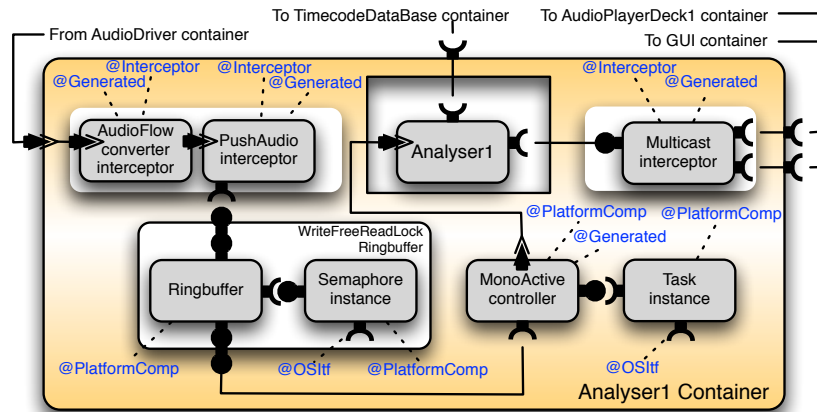 To TimecodeDataBase container
To AudioPlayerDeck1 container
From AudioDriver container
To GUI container
@Interceptor
@Generated
@Interceptor
@Generated
@Interceptor
@Generated
AudioFlow
converter
interceptor
PushAudio
interceptor
Analyser1
Multicast
interceptor
WriteFreeReadLock
Ringbuffer
@PlatformComp
@PlatformComp
@Generated
Ringbuffer
Semaphore
instance
MonoActive
controller
Task
instance
@PlatformComp
@OSItf
@PlatformComp
@OSItf
Analyser1 Container